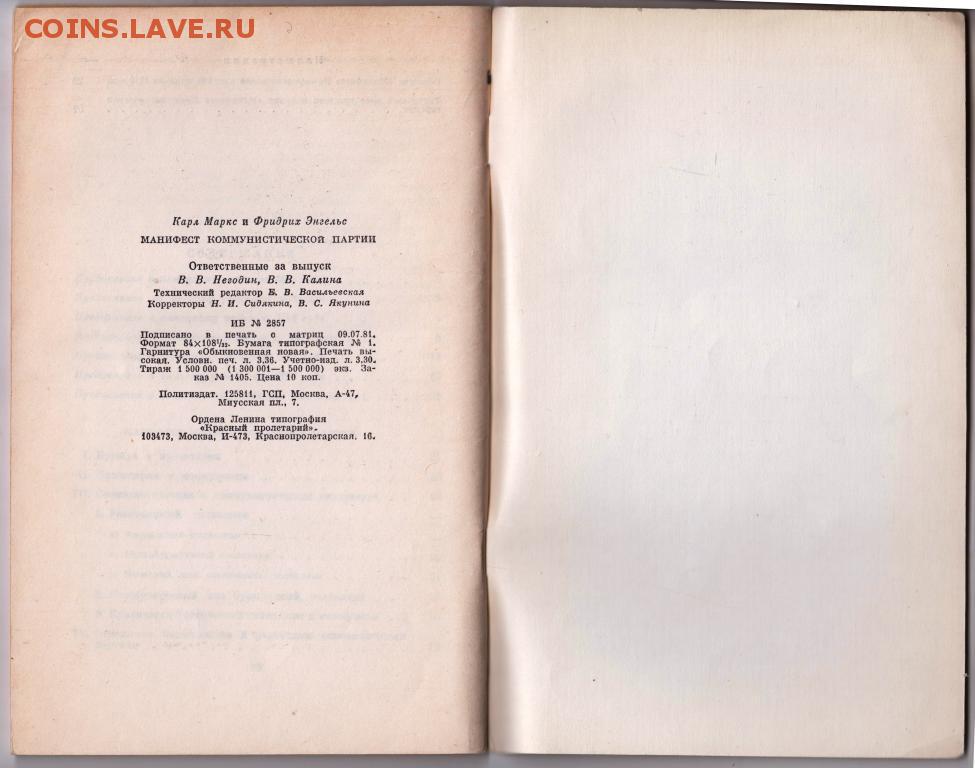 COINS.LAVE.RU
Карл Маркс и Фридрих Энгельс
МАНИФЕСТ КОММУНИСТИЧЕСКОЙ ПАРТИИ
Ответственные за выпуск
В. В. Негодин, В. В. Калина
Технический редактор Б. В. Васильевская
Корректоры Н. И. Сидякина, В. С. Якунина
ИБ № 2857
Подписано в печать с матриц 09.07.81.
Формат 84×108¹/₃₂. Бумага типографская № 1.
Гарнитура «Обыкновенная новая». Печать вы-
сокая. Условн. печ. л. 3,36. Учетно-изд. л. 3,30.
Тираж 1 500 000 (1 300 001—1 500 000) экз. За-
каз № 1405. Цена 10 коп.
Политиздат. 125811, ГСП, Москва, А-47,
Миусская пл., 7.
Ордена Ленина типография
«Красный пролетарий».
103473, Москва, И-473, Краснопролетарская, 16.